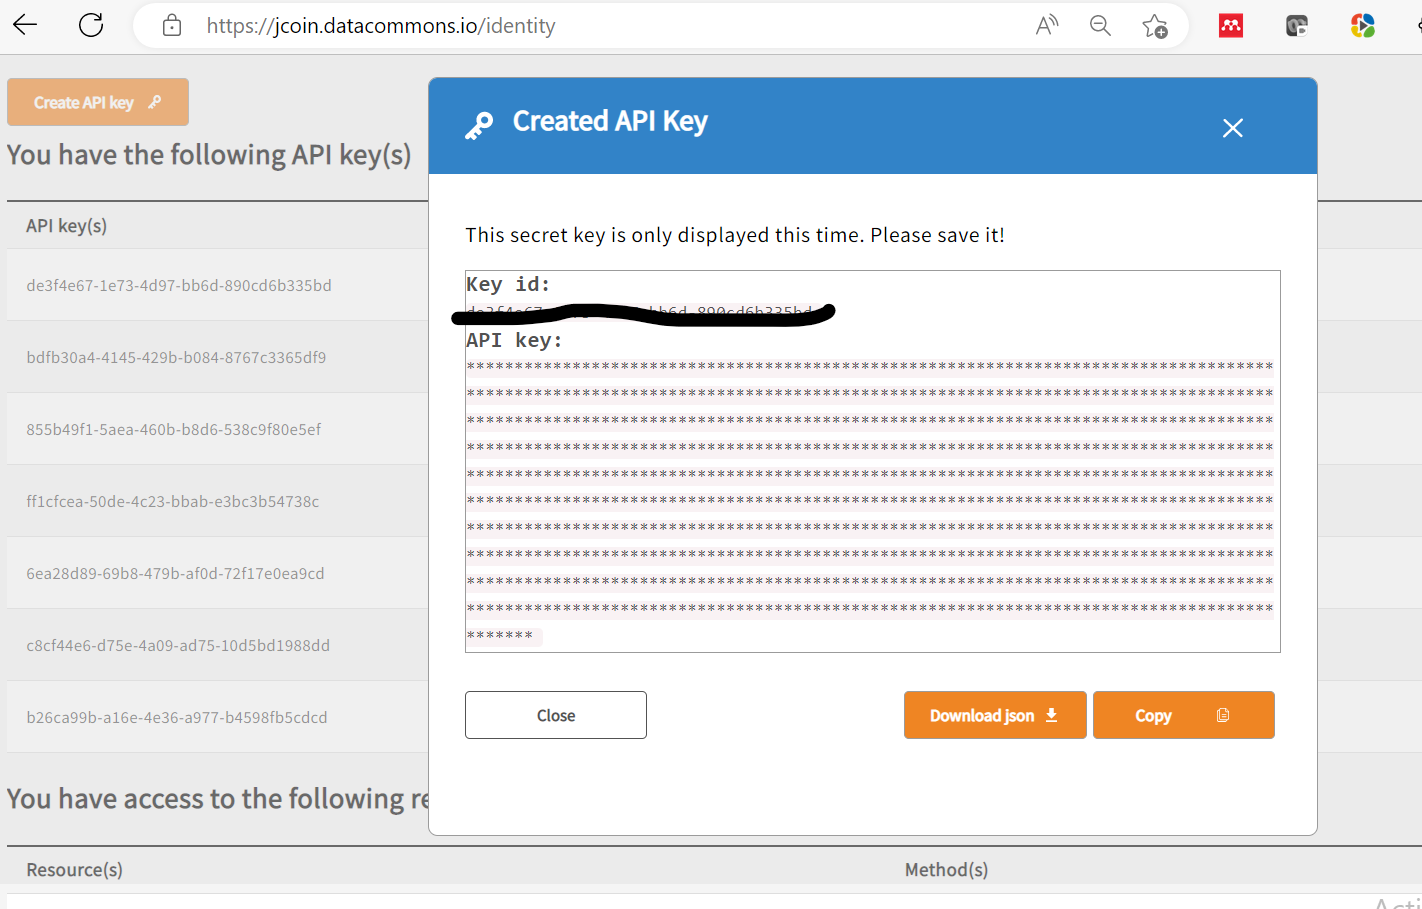 https://jcoin.datacommons.io/identity
Create API key
You have the following API key(s)
API key(s)
de3f4e67-1e73-4d97-bb6d-890cd6b335bd
bdfb30a4-4145-429b-b084-8767c3365df9
855b49f1-5aea-460b-b8d6-538c9f80e5ef
ff1cfcea-50de-4c23-bbab-e3bc3b54738c
6ea28d89-69b8-479b-af0d-72f17e0ea9cd
c8cf44e6-d75e-4a09-ad75-10d5bd1988dd
b26ca99b-a16e-4e36-a977-b4598fb5cdcd
You have access to the following re
Resource(s) Method(s)
Created API Key
This secret key is only displayed this time. Please save it!
Key id:
API key:
************************************************************************************
************************************************************************************
************************************************************************************
************************************************************************************
************************************************************************************
************************************************************************************
************************************************************************************
************************************************************************************
************************************************************************************
************************************************************************************
*******
Close
Download json
Copy